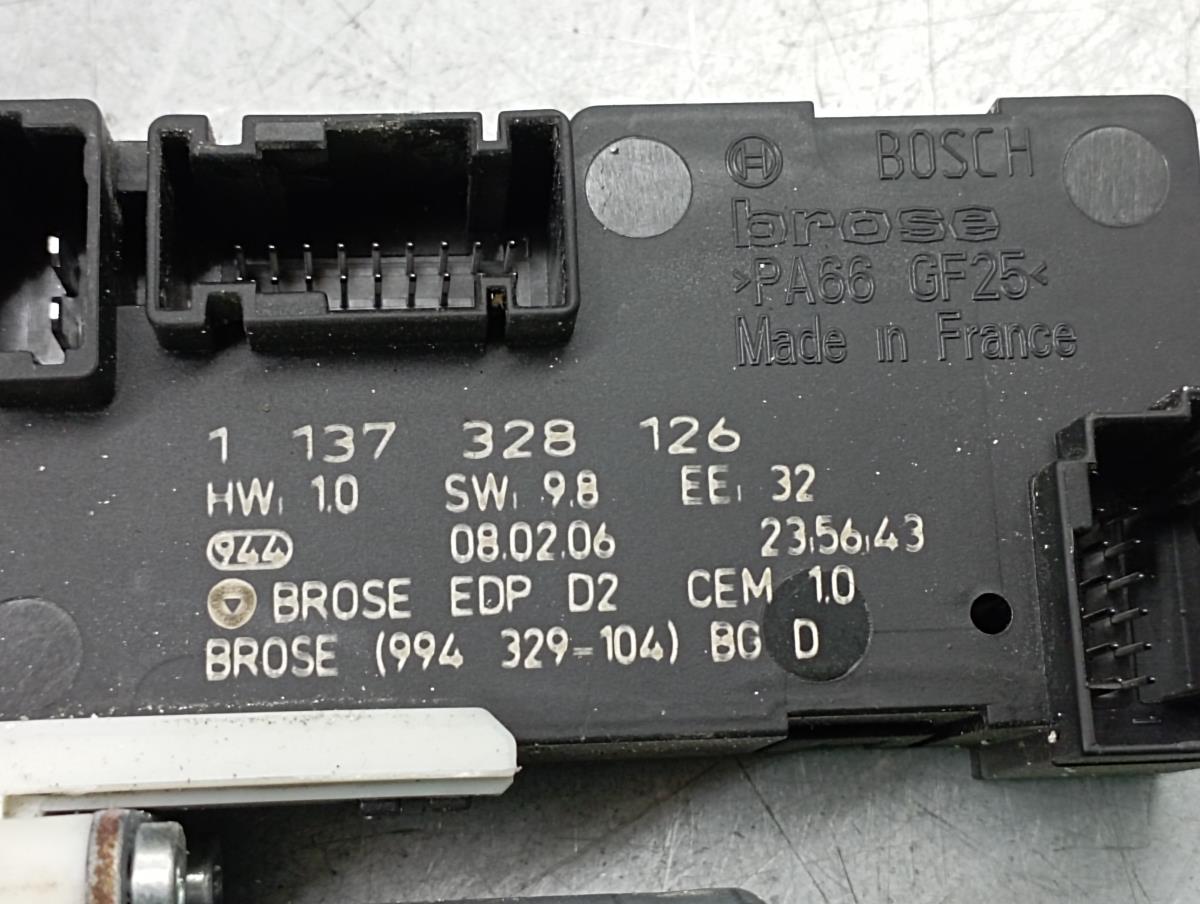 BOSCH
brose
>PA66 GF25<
Made in France
1 137 328 126
HW: 1.0 SW: 9.8 EE: 32
944 08.02.06 23:56:43
BROSE EDP D2 CEM 1.0
BROSE (994 329-104) BG D